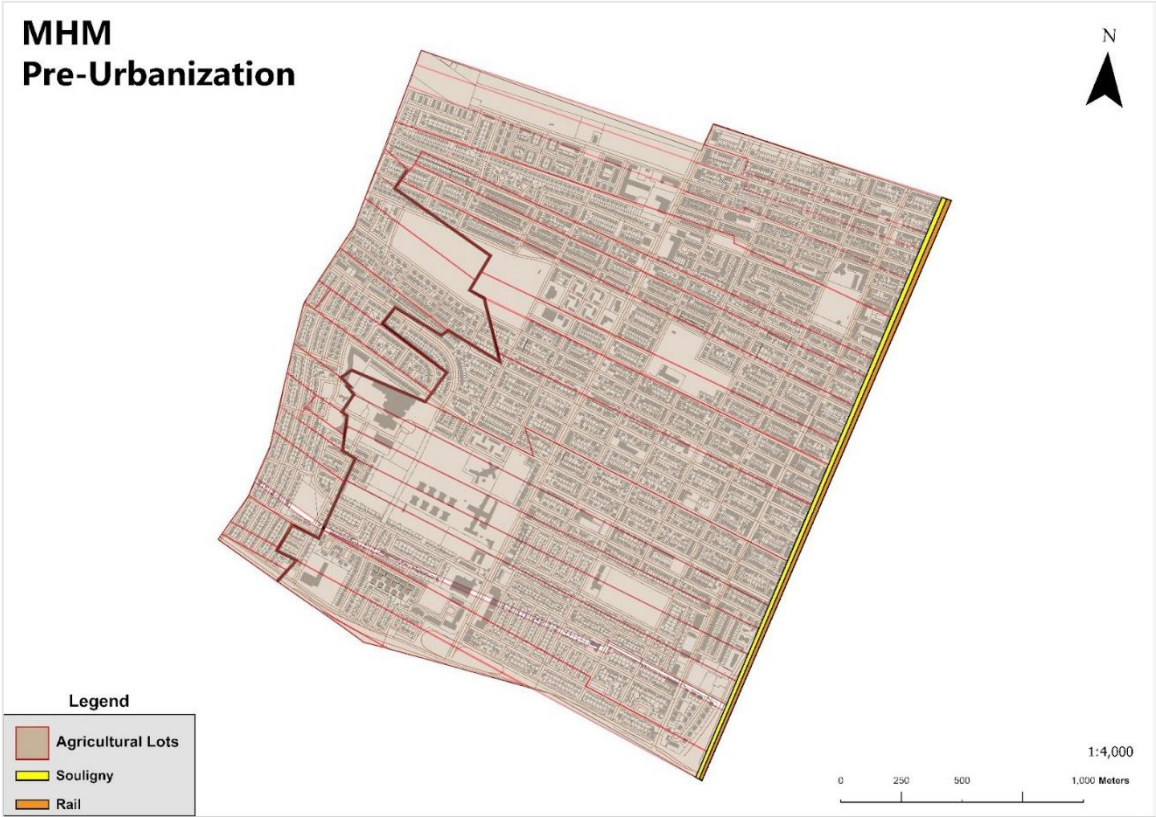 MHM
Pre-Urbanization
N
Legend
Agricultural Lots
Souligny
Rail
1:4,000
0 250 500 1,000 Meters